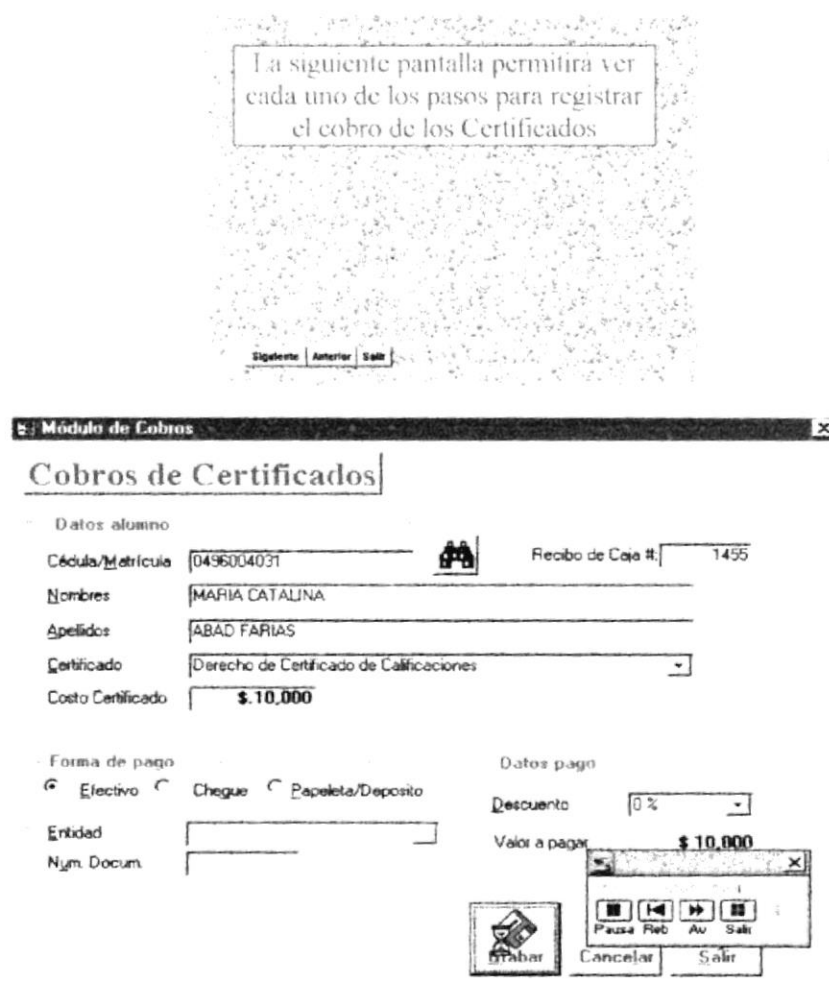 La siguiente pantalla permitirá ver
cada uno de los pasos para registrar
el cobro de los Certificados
Siguiente Anterior Salir
Módulo de Cobros
Cobros de Certificados
Datos alumno
Cédula/Matrícula 0496004031 Recibo de Caja #: 1455
Nombres MARIA CATALINA
Apellidos ABAD FARIAS
Certificado Derecho de Certificado de Calificaciones
Costo Certificado $.10,000
Forma de pago Datos pago
Efectivo Chegue Papeleta/Deposito
Descuento 0 %
Entidad
Valor a pagar $ 10,000
Num. Docum.
Pausa Reb Av Salir
Grabar Cancelar Salir